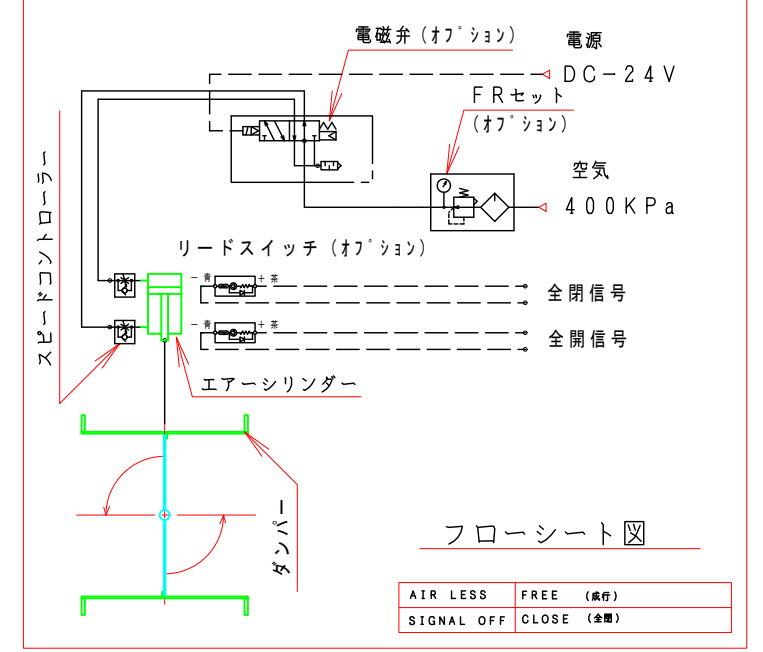 電磁弁(オプション)
電源
DC-24V
FRセット
(オプション)
空気
400KPa
スピードコントローラー
リードスイッチ(オプション)
- 青 + 茶
全閉信号
- 青 + 茶
全開信号
エアーシリンダー
ダンパー
フローシート図
AIR LESS FREE (成行)
SIGNAL OFF CLOSE (全閉)